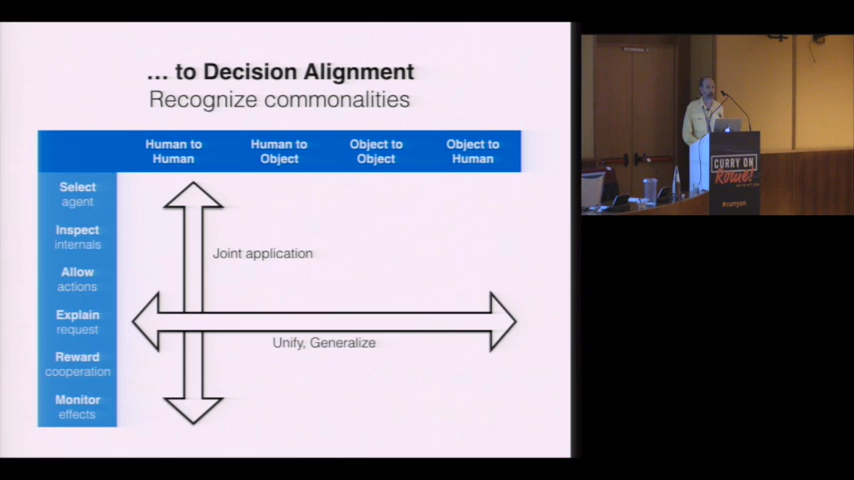 ... to Decision Alignment
Recognize commonalities
Human to
Human
Human to
Object
Object to
Object
Object to
Human
Select
agent
Inspect
internals
Allow
actions
Explain
request
Reward
cooperation
Monitor
effects
Joint application
Unify, Generalize
CURRY ON
Rome!
#curryon